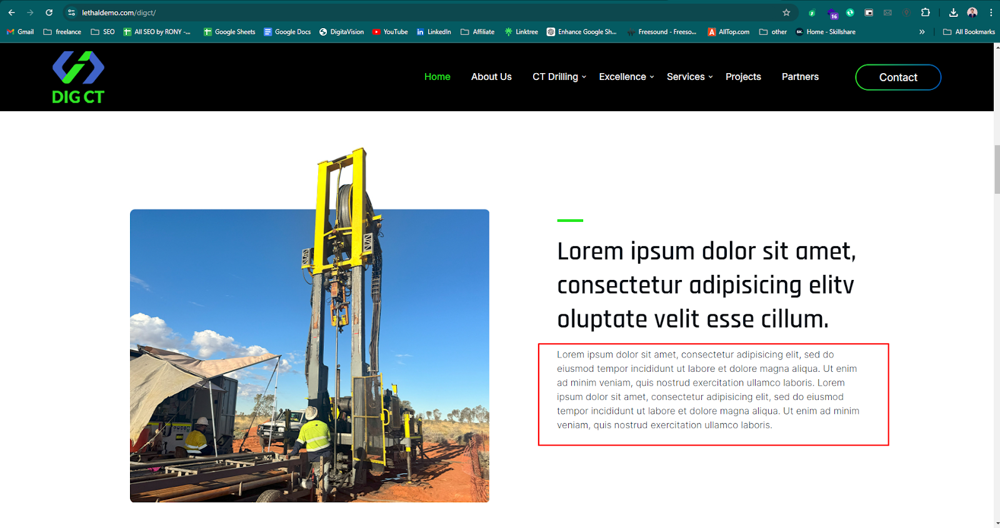 lethaldemo.com/digct/
16
Gmail freelance SEO All SEO by RONY -... Google Sheets Google Docs DigitaVision YouTube LinkedIn Affiliate Linktree Enhance Google Sh... Freesound - Freeso... AllTop.com other Home - Skillshare » All Bookmarks
DIG CT
Home About Us CT Drilling Excellence Services Projects Partners Contact
Lorem ipsum dolor sit amet,
consectetur adipisicing elitv
oluptate velit esse cillum.
Lorem ipsum dolor sit amet, consectetur adipisicing elit, sed do
eiusmod tempor incididunt ut labore et dolore magna aliqua. Ut enim
ad minim veniam, quis nostrud exercitation ullamco laboris. Lorem
ipsum dolor sit amet, consectetur adipisicing elit, sed do eiusmod
tempor incididunt ut labore et dolore magna aliqua. Ut enim ad minim
veniam, quis nostrud exercitation ullamco laboris.